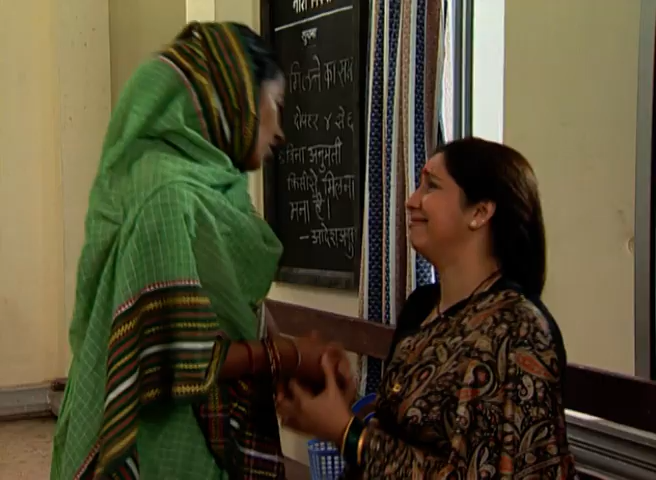 सूचना
मिलने का सम
दोपहर ४ से ६
बिना अनुमती
किसीसे मिलना
मना है।
- आदेशानु